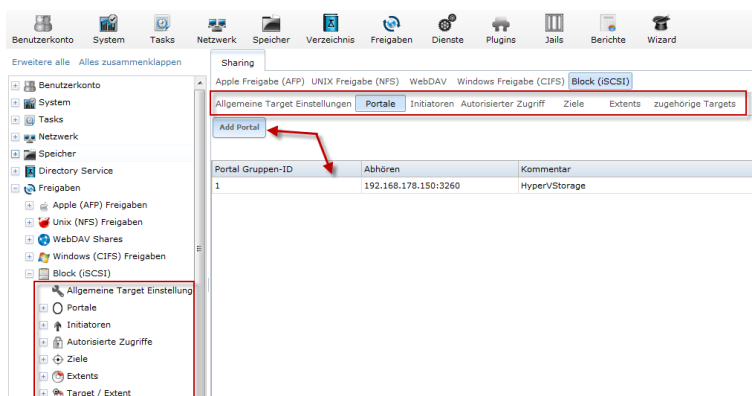 Benutzerkonto System Tasks Netzwerk Speicher Verzeichnis Freigaben Dienste Plugins Jails Berichte Wizard
Erweitere alle Alles zusammenklappen
Benutzerkonto
System
Tasks
Netzwerk
Speicher
Directory Service
Freigaben
Apple (AFP) Freigaben
Unix (NFS) Freigaben
WebDAV Shares
Windows (CIFS) Freigaben
Block (iSCSI)
Allgemeine Target Einstellung
Portale
Initiatoren
Autorisierte Zugriffe
Ziele
Extents
Target / Extent
Sharing
Apple Freigabe (AFP) UNIX Freigabe (NFS) WebDAV Windows Freigabe (CIFS) Block (iSCSI)
Allgemeine Target Einstellungen Portale Initiatoren Autorisierter Zugriff Ziele Extents zugehörige Targets
Add Portal
Portal Gruppen-ID Abhören Kommentar
1 192.168.178.150:3260 HyperVStorage